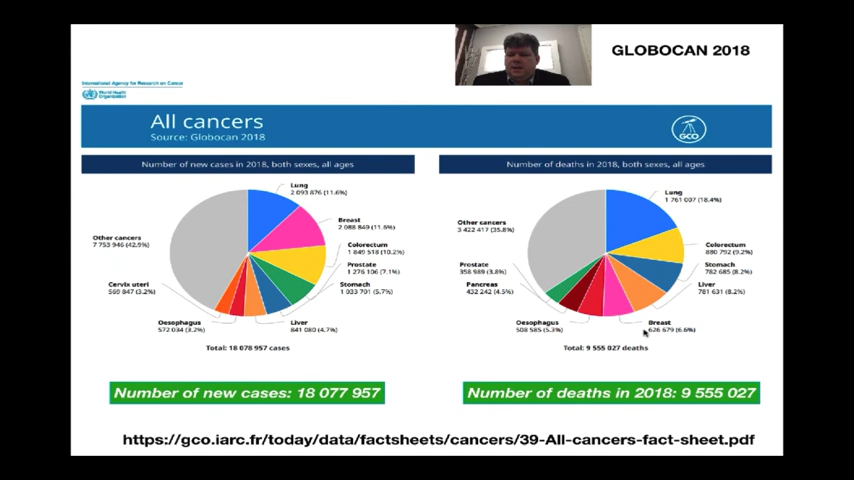 GLOBOCAN 2018
International Agency for Research on Cancer
World Health
Organization
All cancers
Source: Globocan 2018
GCO
Number of new cases in 2018, both sexes, all ages
Lung
2 093 876 (11.6%)
Breast
2 088 849 (11.6%)
Colorectum
1 849 518 (10.2%)
Prostate
1 276 106 (7.1%)
Stomach
1 033 701 (5.7%)
Liver
841 080 (4.7%)
Oesophagus
572 034 (3.2%)
Cervix uteri
569 847 (3.2%)
Other cancers
7 753 946 (42.9%)
Total: 18 078 957 cases
Number of deaths in 2018, both sexes, all ages
Lung
1 761 007 (18.4%)
Colorectum
880 792 (9.2%)
Stomach
782 685 (8.2%)
Liver
781 631 (8.2%)
Breast
626 679 (6.6%)
Oesophagus
508 585 (5.3%)
Pancreas
432 242 (4.5%)
Prostate
358 989 (3.8%)
Other cancers
3 422 417 (35.8%)
Total: 9 555 027 deaths
Number of new cases: 18 077 957
Number of deaths in 2018: 9 555 027
https://gco.iarc.fr/today/data/factsheets/cancers/39-All-cancers-fact-sheet.pdf